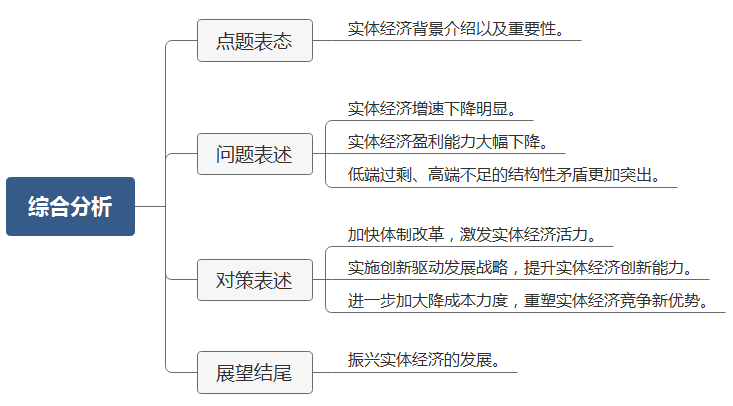 综合分析
点题表态
实体经济背景介绍以及重要性。
问题表述
实体经济增速下降明显。
实体经济盈利能力大幅下降。
低端过剩、高端不足的结构性矛盾更加突出。
对策表述
加快体制改革，激发实体经济活力。
实施创新驱动发展战略，提升实体经济创新能力。
进一步加大降成本力度，重塑实体经济竞争新优势。
展望结尾
振兴实体经济的发展。